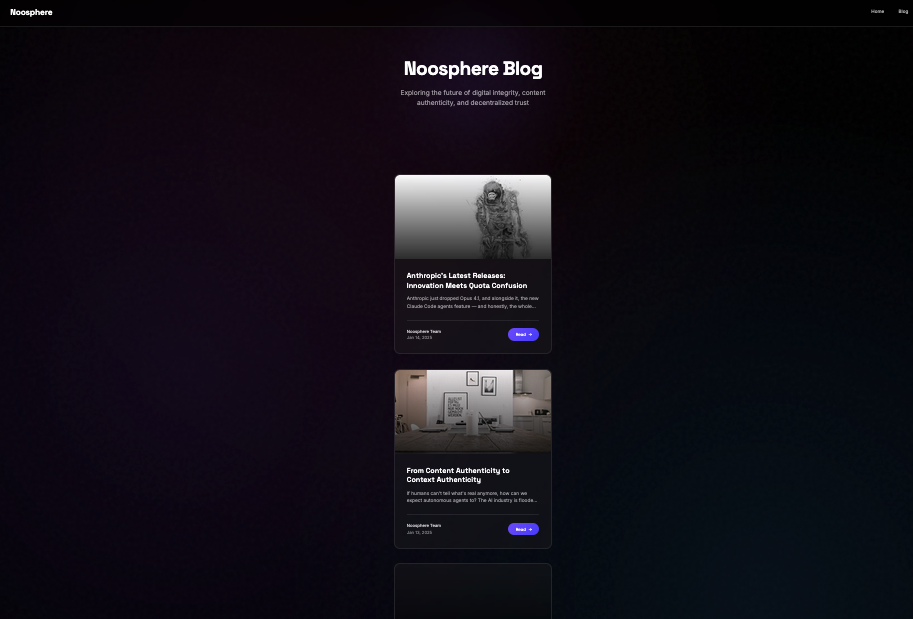 Noosphere
Home
Blog
Noosphere Blog
Exploring the future of digital integrity, content
authenticity, and decentralized trust
Anthropic's Latest Releases:
Innovation Meets Quota Confusion
Anthropic just dropped Opus 4.1, and alongside it, the new
Claude Code agents feature — and honestly, the whole...
Noosphere Team
Jan 14, 2025
Read →
From Content Authenticity to
Context Authenticity
If humans can't tell what's real anymore, how can we
expect autonomous agents to? The AI industry is floode...
Noosphere Team
Jan 13, 2025
Read →